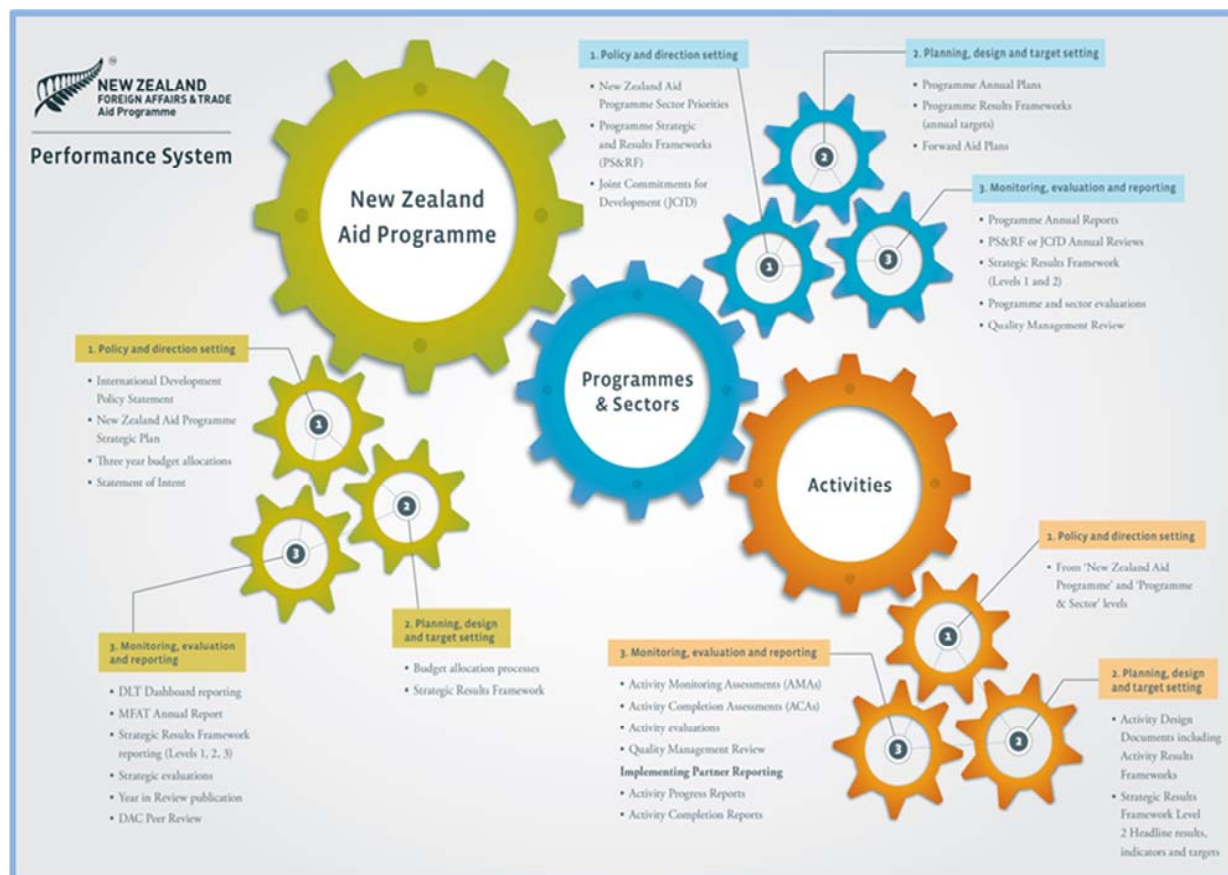 TM
NEW ZEALAND
FOREIGN AFFAIRS & TRADE
Aid Programme
Performance System
New Zealand
Aid Programme
1. Policy and direction setting
• International Development
Policy Statement
• New Zealand Aid Programme
Strategic Plan
• Three year budget allocations
• Statement of Intent
1
2
3
2. Planning, design
and target setting
• Budget allocation processes
• Strategic Results Framework
3. Monitoring, evaluation
and reporting
• DLT Dashboard reporting
• MFAT Annual Report
• Strategic Results Framework
reporting (Levels 1, 2, 3)
• Strategic evaluations
• Year in Review publication
• DAC Peer Review
Programmes
& Sectors
1. Policy and direction setting
• New Zealand Aid
Programme Sector Priorities
• Programme Strategic
and Results Frameworks
(PS&RF)
• Joint Commitments for
Development (JCfD)
2. Planning, design and target setting
• Programme Annual Plans
• Programme Results Frameworks
(annual targets)
• Forward Aid Plans
2
1
3
3. Monitoring, evaluation and reporting
• Programme Annual Reports
• PS&RF or JCfD Annual Reviews
• Strategic Results Framework
(Levels 1 and 2)
• Programme and sector evaluations
• Quality Management Review
Activities
1. Policy and direction setting
• From ‘New Zealand Aid
Programme’ and ‘Programme
& Sector’ levels
1
2
3
2. Planning, design
and target setting
• Activity Design
Documents including
Activity Results
Frameworks
• Strategic Results
Framework Level
2 Headline results,
indicators and targets
3. Monitoring, evaluation and reporting
• Activity Monitoring Assessments (AMAs)
• Activity Completion Assessments (ACAs)
• Activity evaluations
• Quality Management Review
Implementing Partner Reporting
• Activity Progress Reports
• Activity Completion Reports